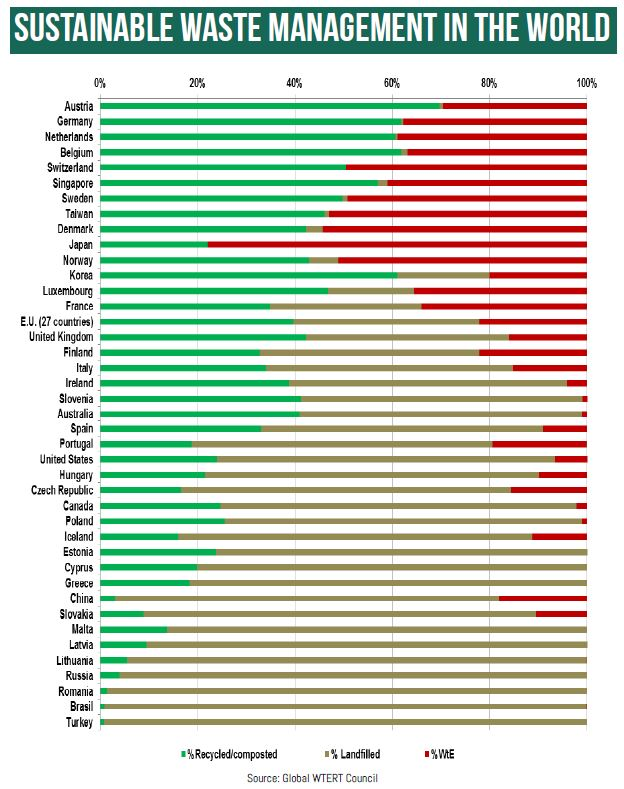 SUSTAINABLE WASTE MANAGEMENT IN THE WORLD
0% 20% 40% 60% 80% 100%
Austria
Germany
Netherlands
Belgium
Switzerland
Singapore
Sweden
Taiwan
Denmark
Japan
Norway
Korea
Luxembourg
France
E.U. (27 countries)
United Kingdom
Finland
Italy
Ireland
Slovenia
Australia
Spain
Portugal
United States
Hungary
Czech Republic
Canada
Poland
Iceland
Estonia
Cyprus
Greece
China
Slovakia
Malta
Latvia
Lithuania
Russia
Romania
Brasil
Turkey
% Recycled/composted % Landfilled % WtE
Source: Global WTERT Council